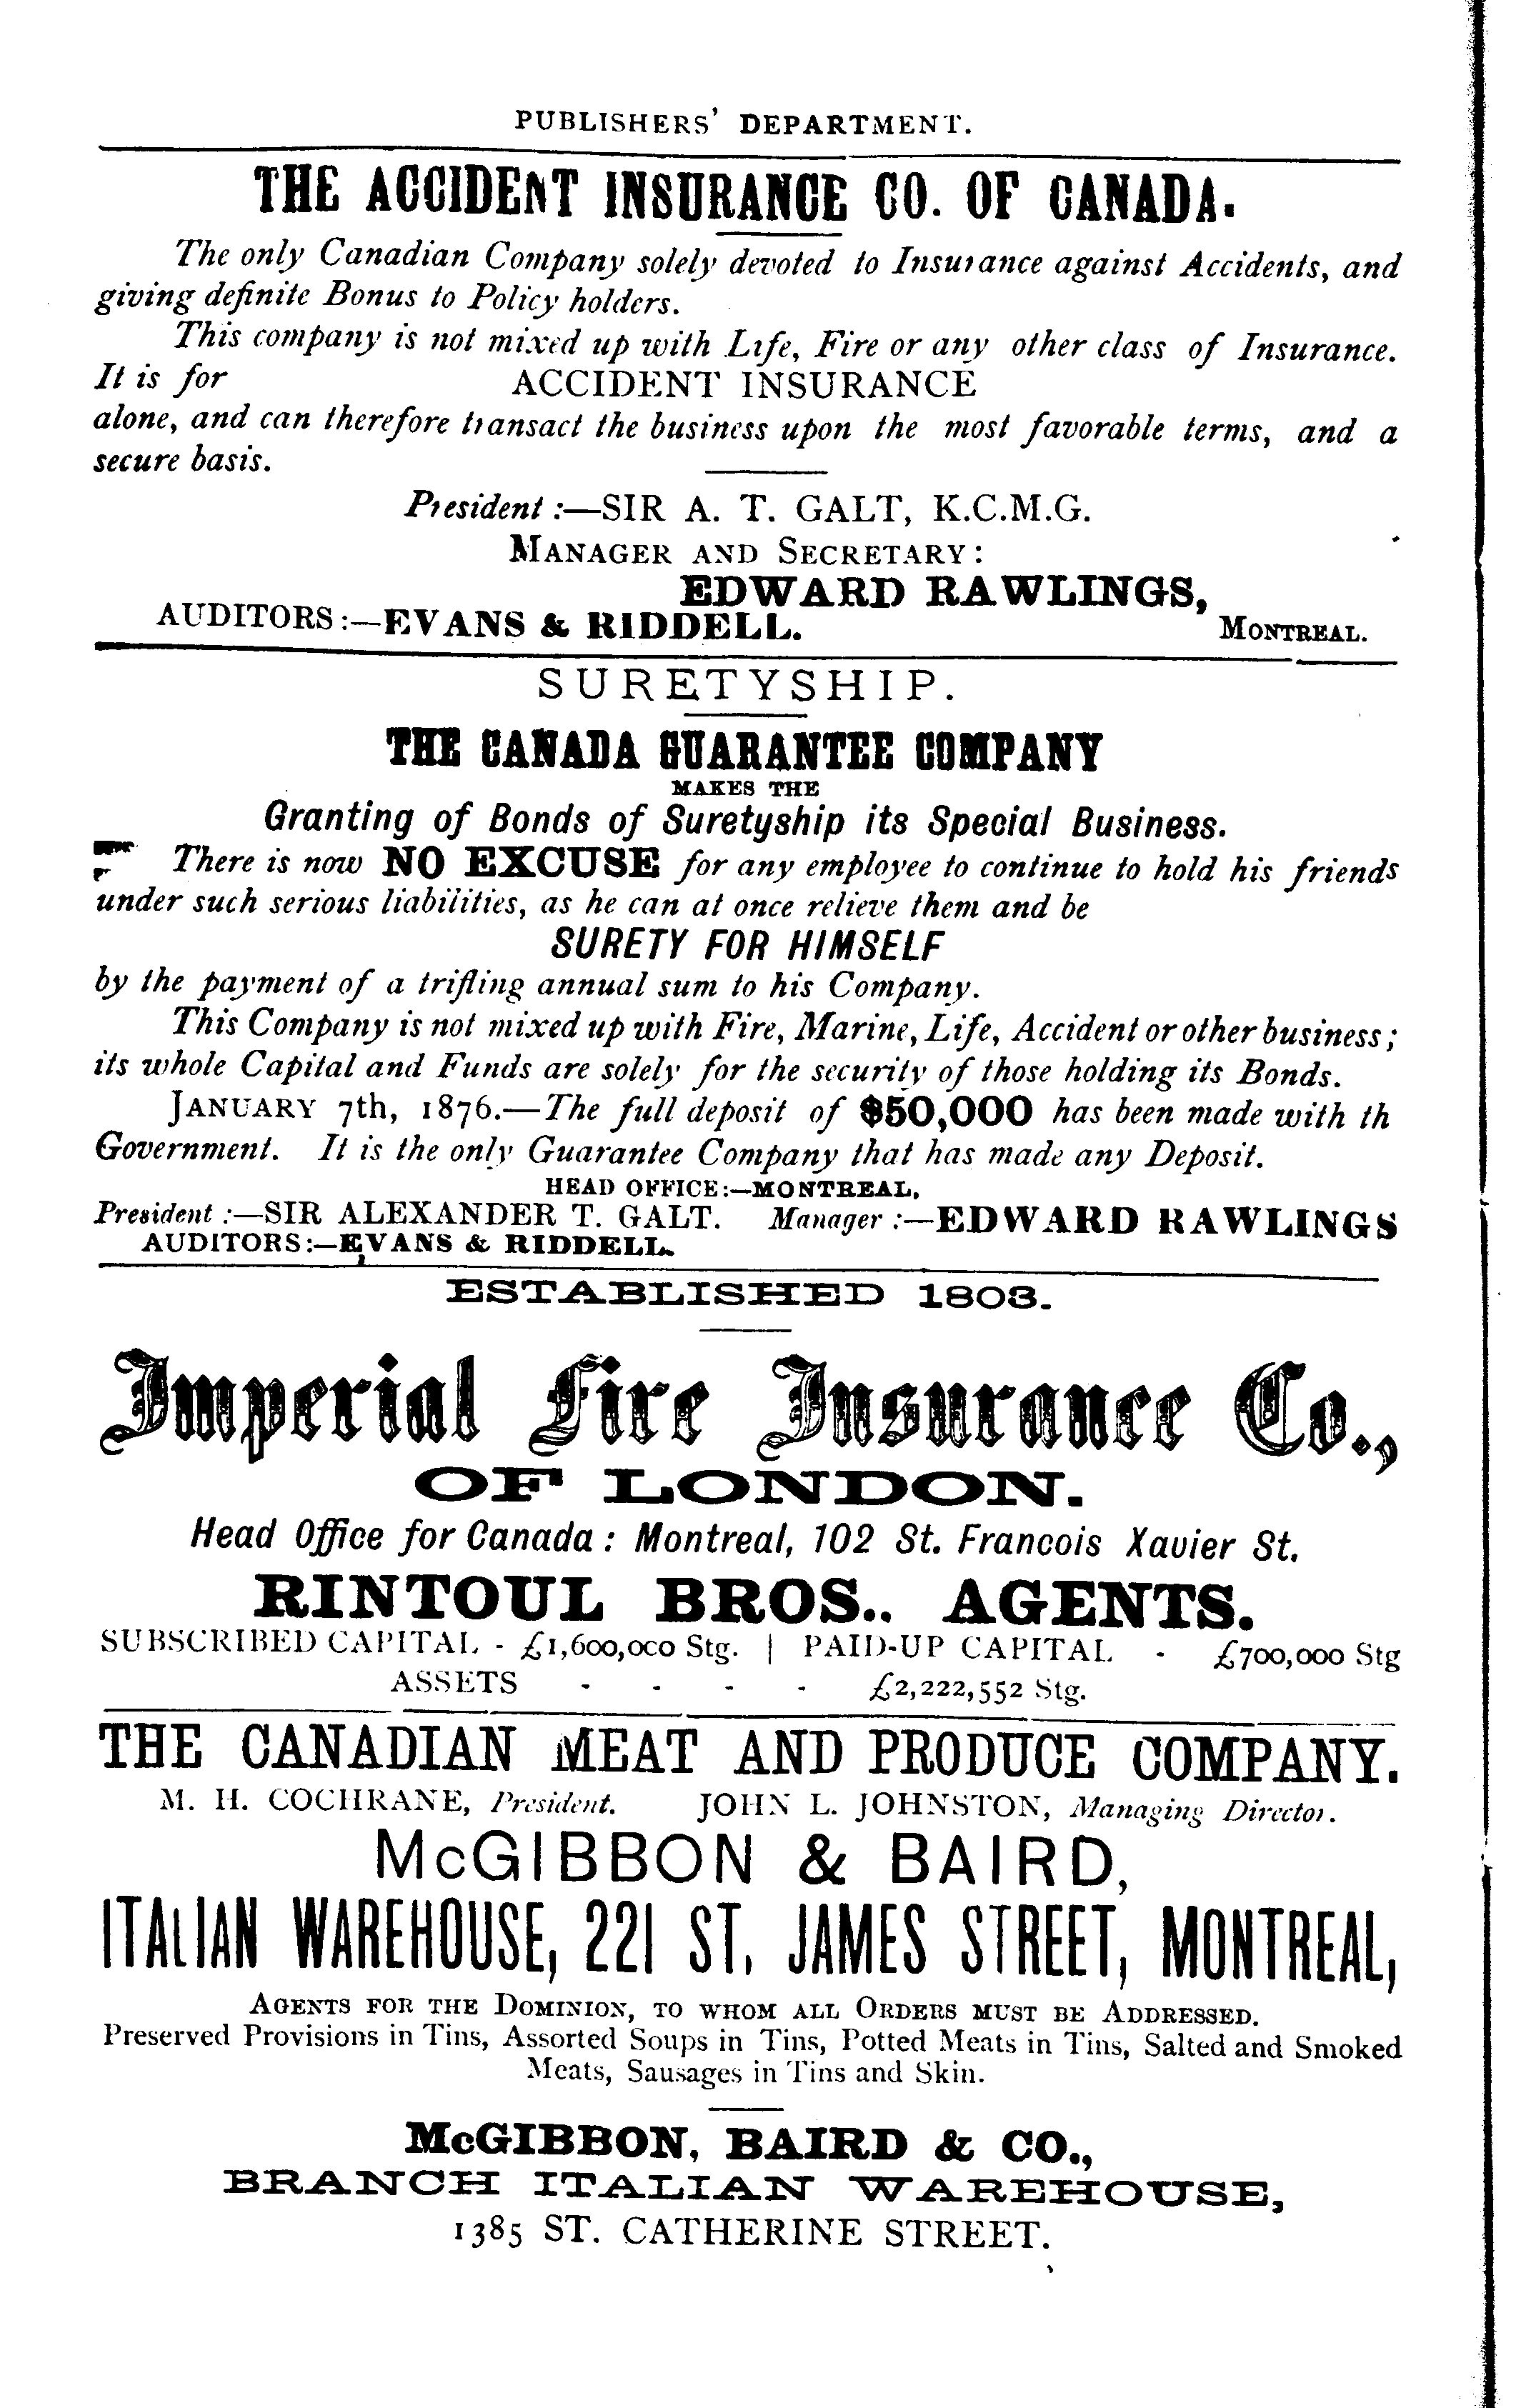 PUBLISHERS' DEPARTMENT.
THE ACCIDENT INSURANCE CO. OF CANADA.
The only Canadian Company solely devoted to Insurance against Accidents, and
giving definite Bonus to Policy holders.
This company is not mixed up with Life, Fire or any other class of Insurance.
It is for ACCIDENT INSURANCE
alone, and can therefore transact the business upon the most favorable terms, and a
secure basis.
President :—SIR A. T. GALT, K.C.M.G.
MANAGER AND SECRETARY:
EDWARD RAWLINGS,
AUDITORS:—EVANS & RIDDELL. MONTREAL.
SURETYSHIP.
THE CANADA GUARANTEE COMPANY
MAKES THE
Granting of Bonds of Suretyship its Special Business.
There is now NO EXCUSE for any employee to continue to hold his friends
under such serious liabilities, as he can at once relieve them and be
SURETY FOR HIMSELF
by the payment of a trifling annual sum to his Company.
This Company is not mixed up with Fire, Marine, Life, Accident or other business;
its whole Capital and Funds are solely for the security of those holding its Bonds.
JANUARY 7th, 1876.—The full deposit of $50,000 has been made with th
Government. It is the only Guarantee Company that has made any Deposit.
HEAD OFFICE:—MONTREAL.
President :—SIR ALEXANDER T. GALT. Manager :—EDWARD RAWLINGS
AUDITORS:—EVANS & RIDDELL.
ESTABLISHED 1803.
Imperial Fire Insurance Co.,
OF LONDON.
Head Office for Canada: Montreal, 102 St. Francois Xavier St.
RINTOUL BROS.. AGENTS.
SUBSCRIBED CAPITAL - £1,600,000 Stg. | PAID-UP CAPITAL - £700,000 Stg
ASSETS - - - - £2,222,552 Stg.
THE CANADIAN MEAT AND PRODUCE COMPANY.
M. H. COCHRANE, President. JOHN L. JOHNSTON, Managing Director.
McGIBBON & BAIRD,
ITALIAN WAREHOUSE, 221 ST. JAMES STREET, MONTREAL,
AGENTS FOR THE DOMINION, TO WHOM ALL ORDERS MUST BE ADDRESSED.
Preserved Provisions in Tins, Assorted Soups in Tins, Potted Meats in Tins, Salted and Smoked
Meats, Sausages in Tins and Skin.
McGIBBON, BAIRD & CO.,
BRANCH ITALIAN WAREHOUSE,
1385 ST. CATHERINE STREET.